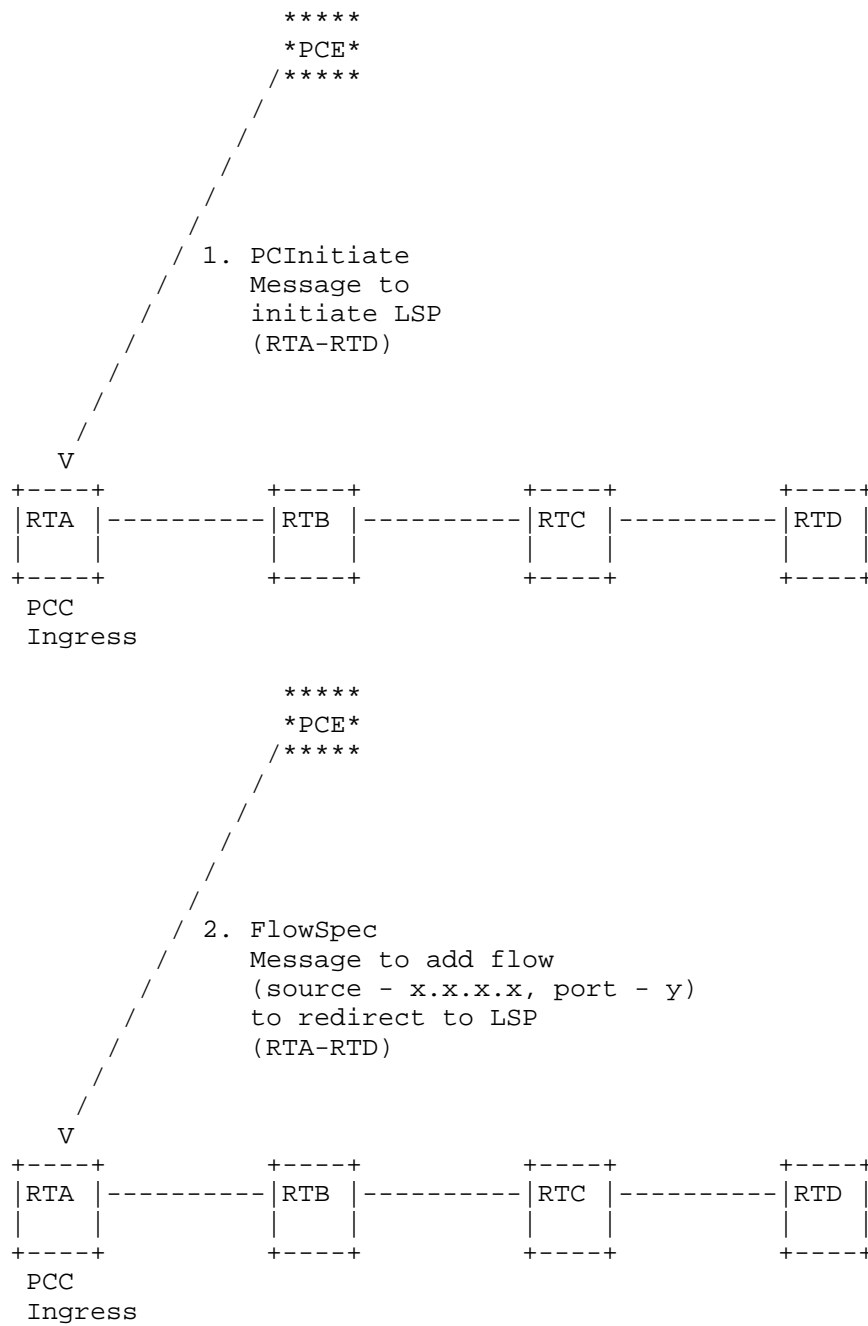 *****
*PCE*
*****
1. PCInitiate
Message to
initiate LSP
(RTA-RTD)
V
RTA RTB RTC RTD
PCC
Ingress
*****
*PCE*
*****
2. FlowSpec
Message to add flow
(source - x.x.x.x, port - y)
to redirect to LSP
(RTA-RTD)
V
RTA RTB RTC RTD
PCC
Ingress